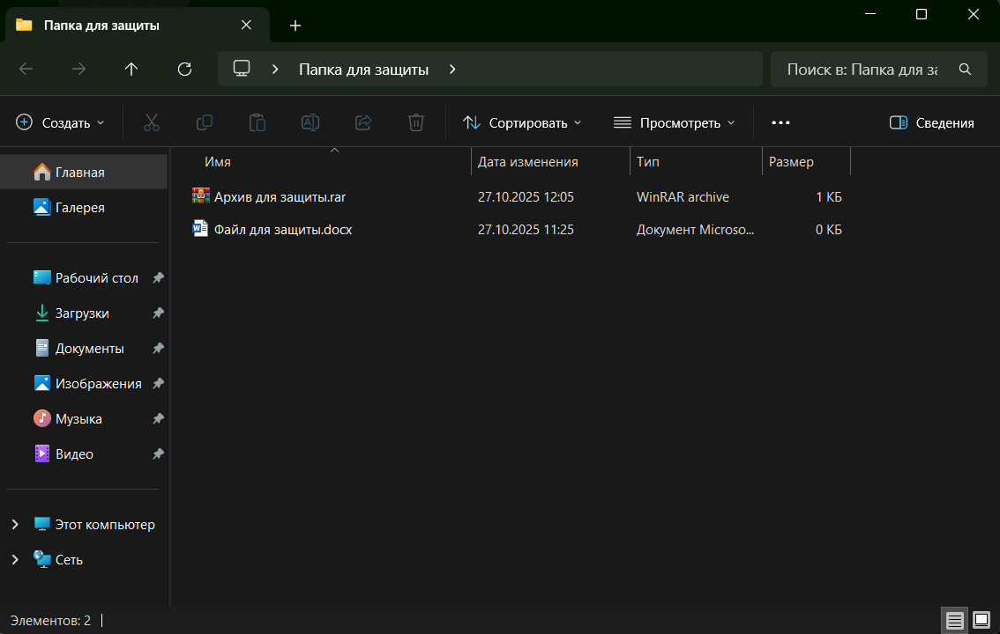 Папка для защиты
Папка для защиты
Поиск в: Папка для за
Создать
Сортировать
Просмотреть
Сведения
Имя Дата изменения Тип Размер
Архив для защиты.rar 27.10.2025 12:05 WinRAR archive 1 КБ
Файл для защиты.docx 27.10.2025 11:25 Документ Microso... 0 КБ
Главная
Галерея
Рабочий стол
Загрузки
Документы
Изображения
Музыка
Видео
Этот компьютер
Сеть
Элементов: 2